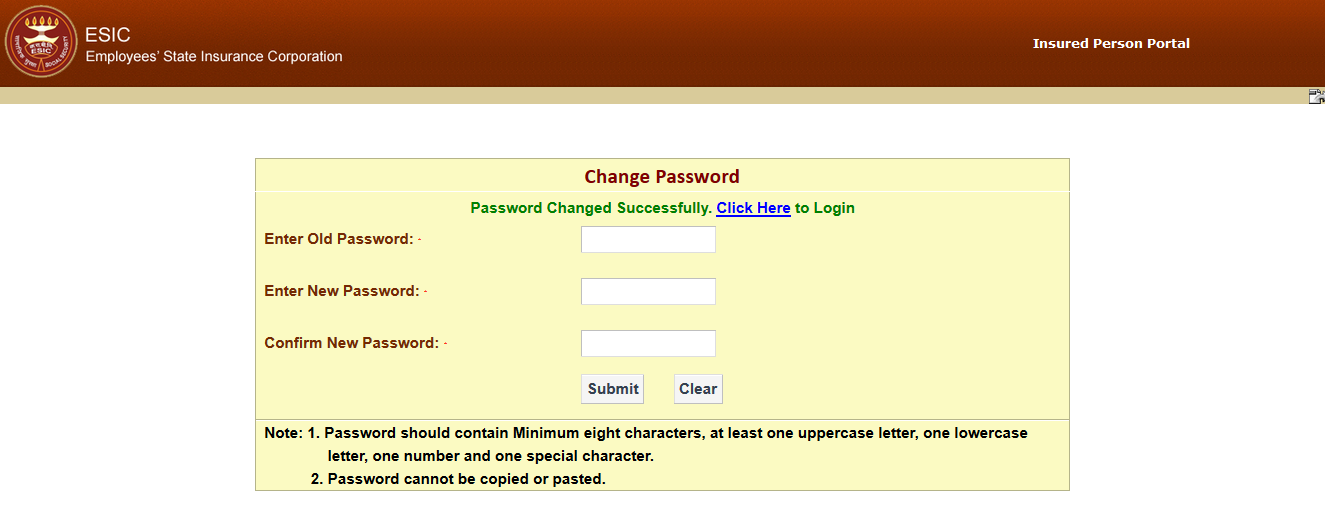 ESIC
Employees' State Insurance Corporation
ESIC
Insured Person Portal
Change Password
Password Changed Successfully. Click Here to Login
Enter Old Password: -
Enter New Password: -
Confirm New Password: -
Submit Clear
Note: 1. Password should contain Minimum eight characters, at least one uppercase letter, one lowercase
letter, one number and one special character.
2. Password cannot be copied or pasted.